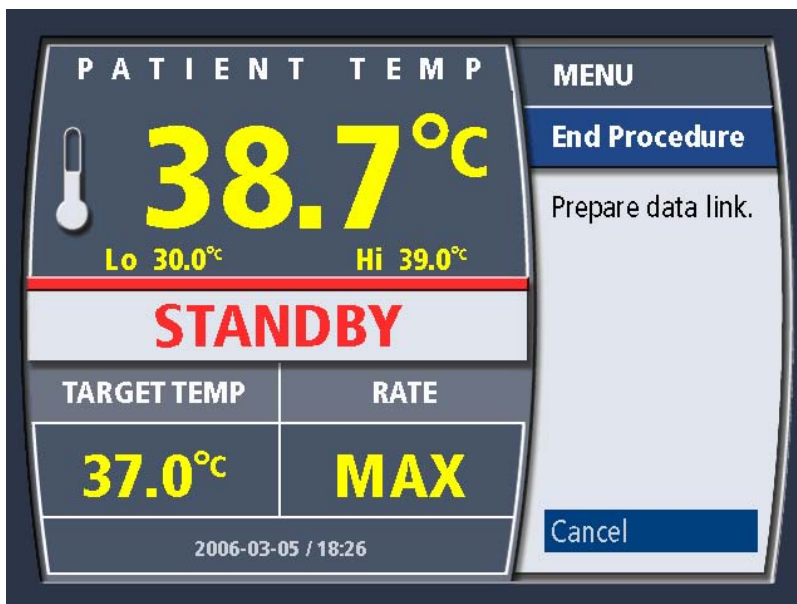 PATIENT TEMP
38.7°C
Lo 30.0°C Hi 39.0°C
STANDBY
TARGET TEMP RATE
37.0°C MAX
2006-03-05 / 18:26
MENU
End Procedure
Prepare data link.
Cancel